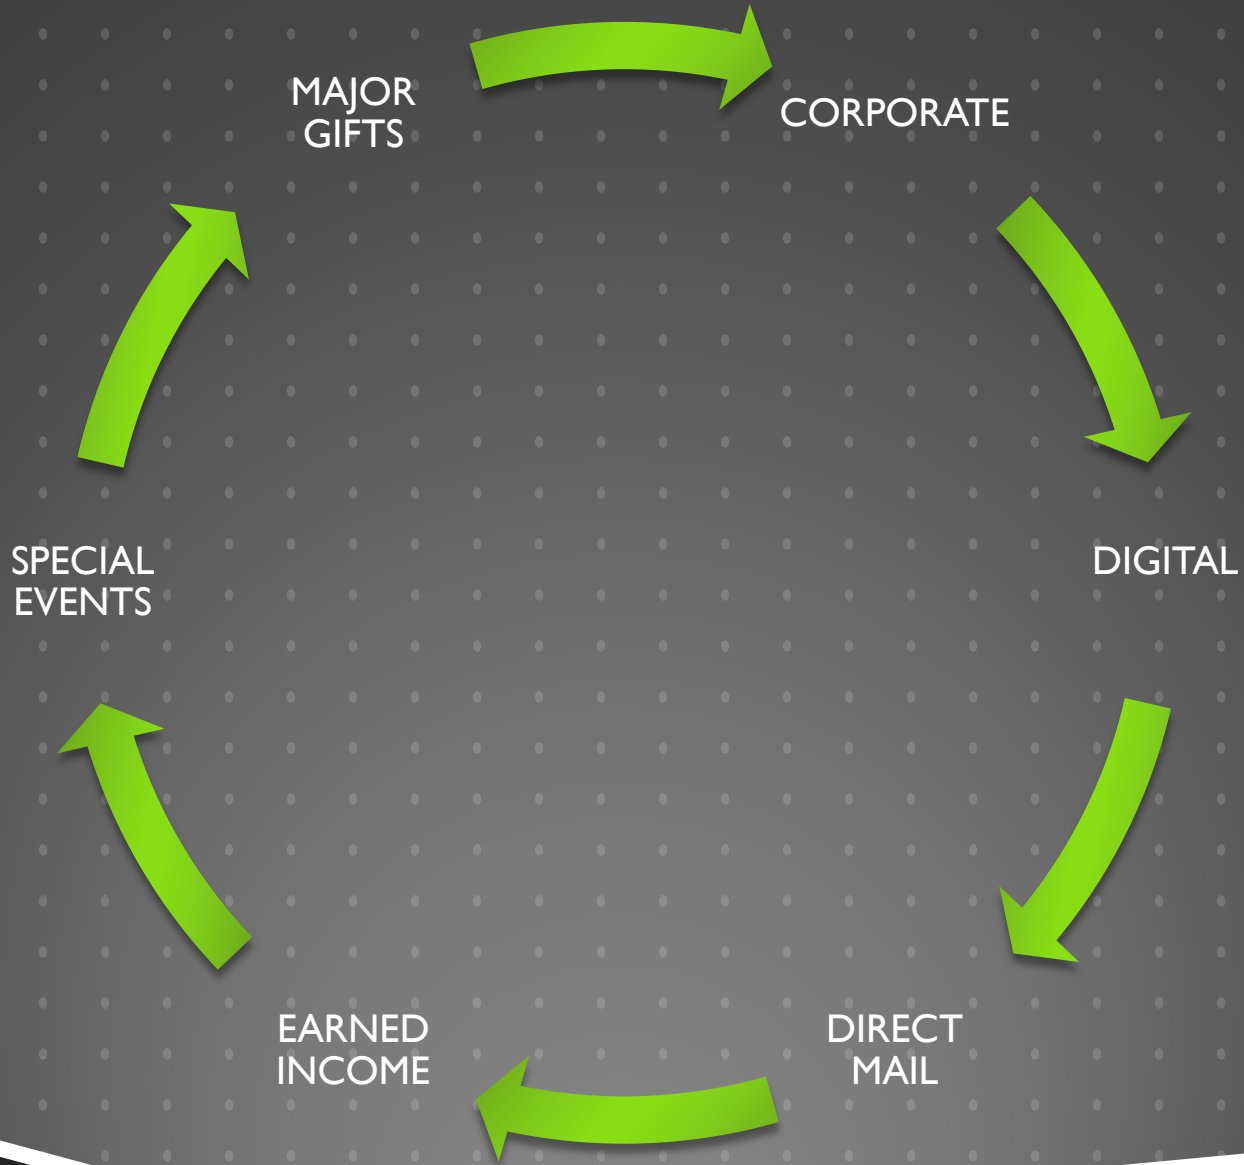 MAJOR
GIFTS
CORPORATE
DIGITAL
DIRECT
MAIL
EARNED
INCOME
SPECIAL
EVENTS